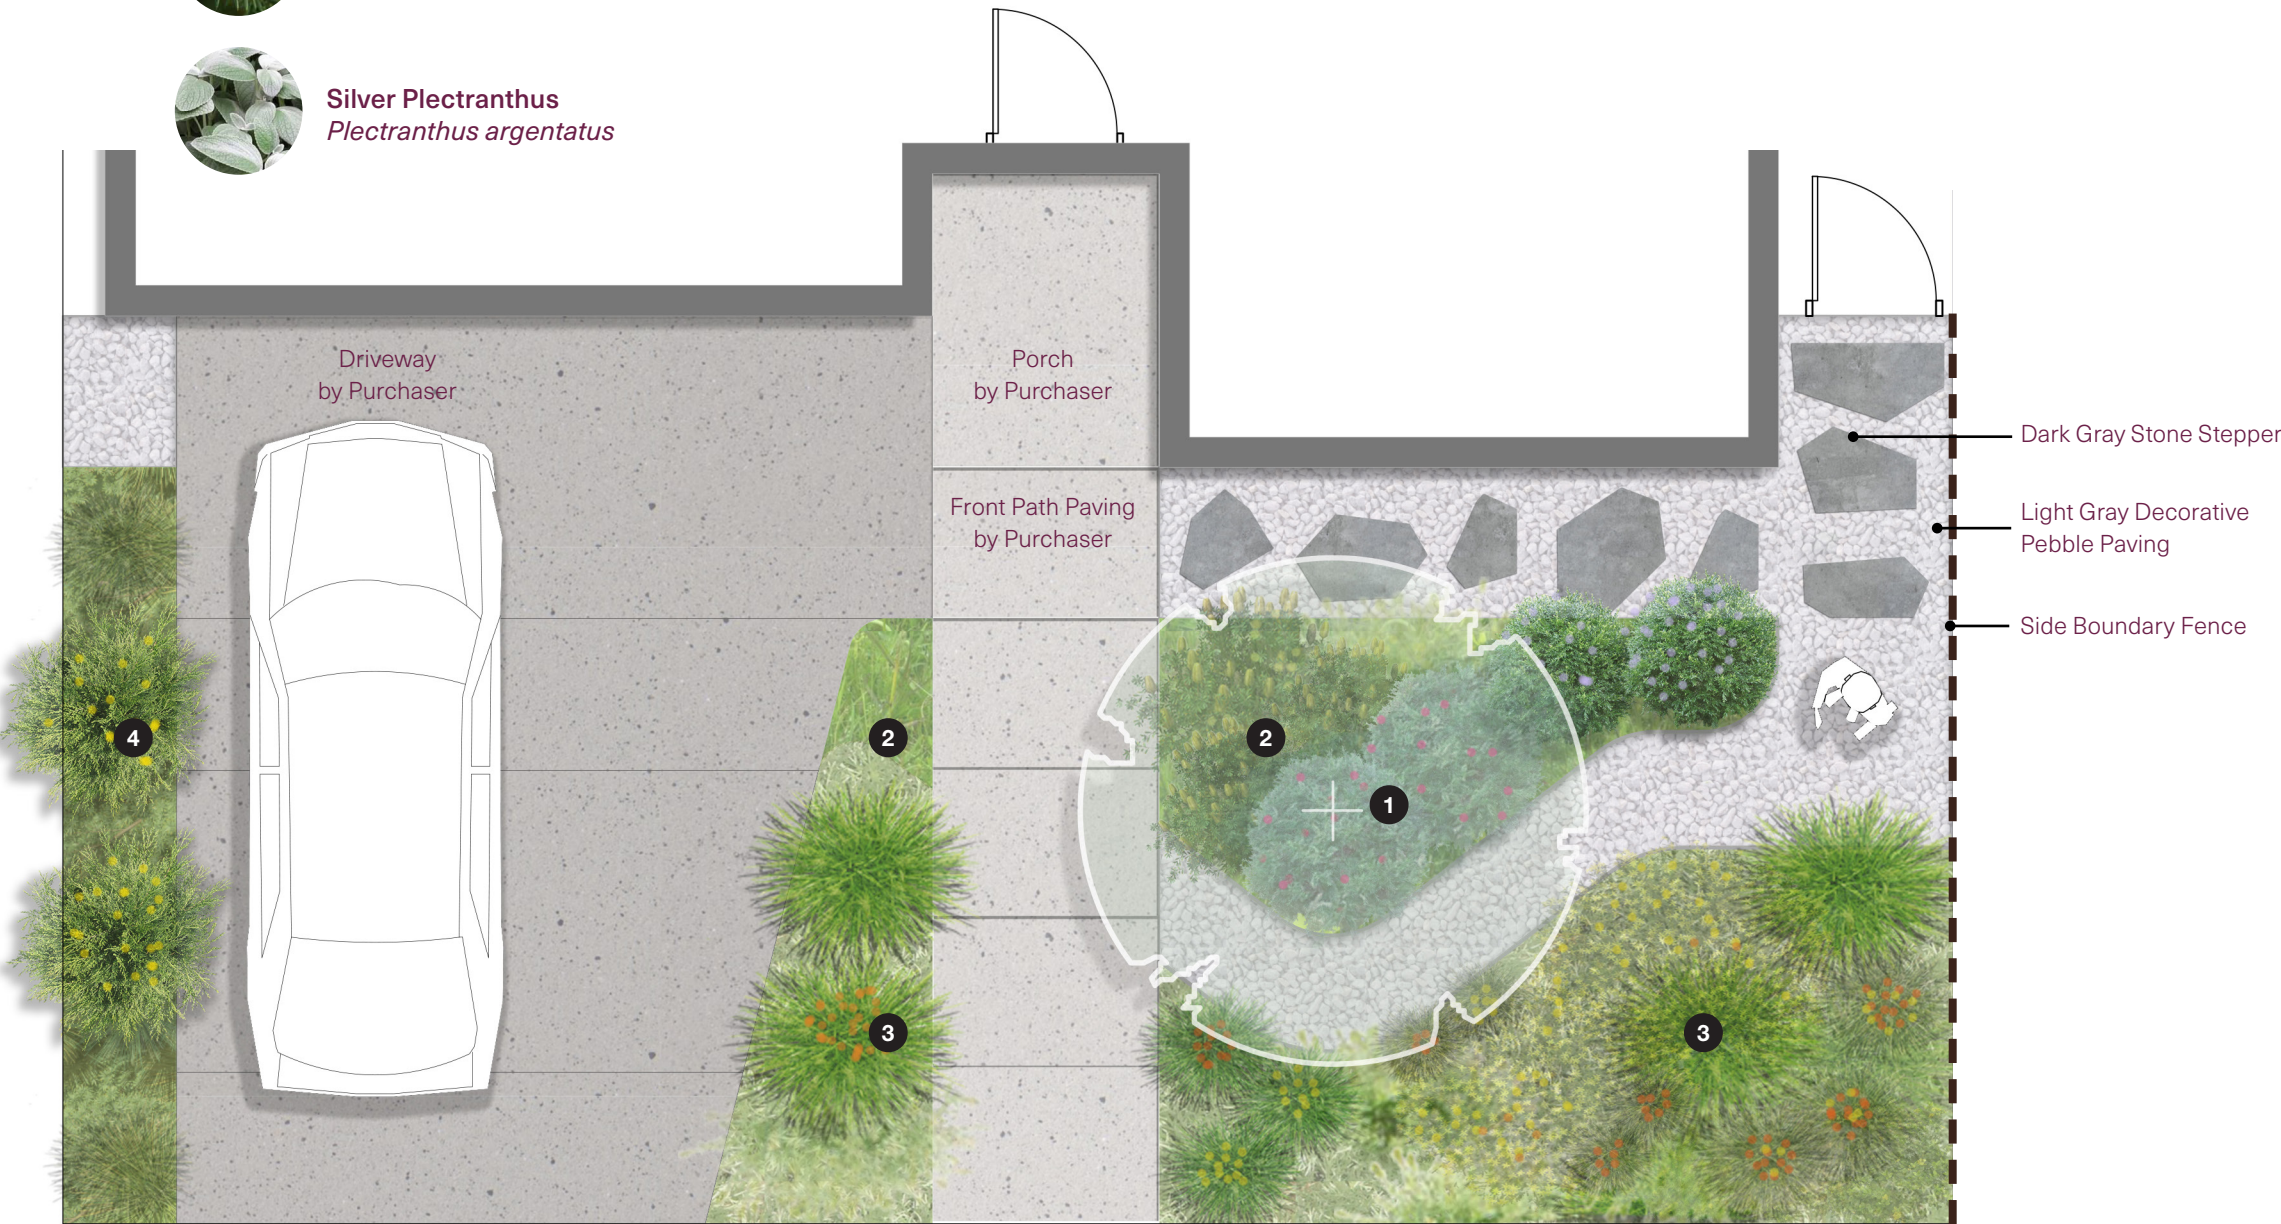 Silver Plectranthus
Plectranthus argentatus
Driveway
by Purchaser
Porch
by Purchaser
Front Path Paving
by Purchaser
Dark Gray Stone Stepper
Light Gray Decorative
Pebble Paving
Side Boundary Fence
4
2
2
1
3
3